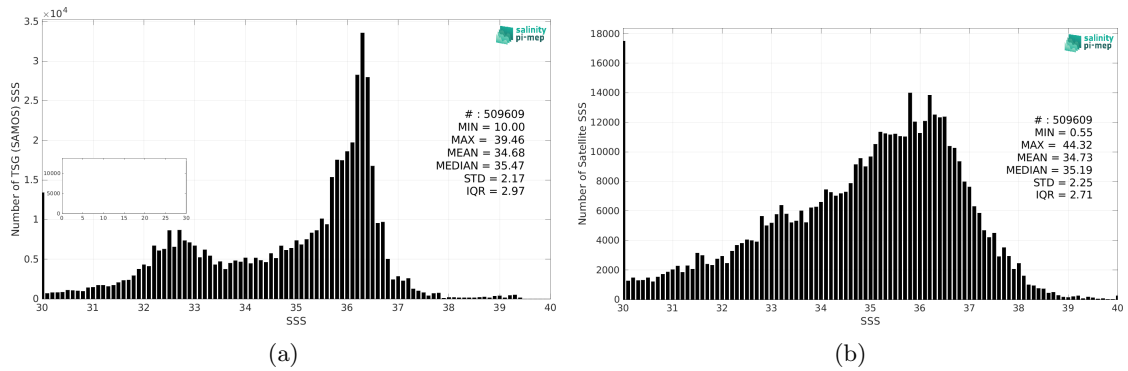 3.5 ×10⁴
3
2.5
2
1.5
1
0.5
0
Number of TSG (SAMOS) SSS
salinity
pi-mep
# : 509609
MIN = 10.00
MAX = 39.46
MEAN = 34.68
MEDIAN = 35.47
STD = 2.17
IQR = 2.97
10000
5000
0
0 5 10 15 20 25 30
30 31 32 33 34 35 36 37 38 39 40
SSS
(a)
18000
16000
14000
12000
10000
8000
6000
4000
2000
0
Number of Satellite SSS
salinity
pi-mep
# : 509609
MIN = 0.55
MAX = 44.32
MEAN = 34.73
MEDIAN = 35.19
STD = 2.25
IQR = 2.71
30 31 32 33 34 35 36 37 38 39 40
SSS
(b)